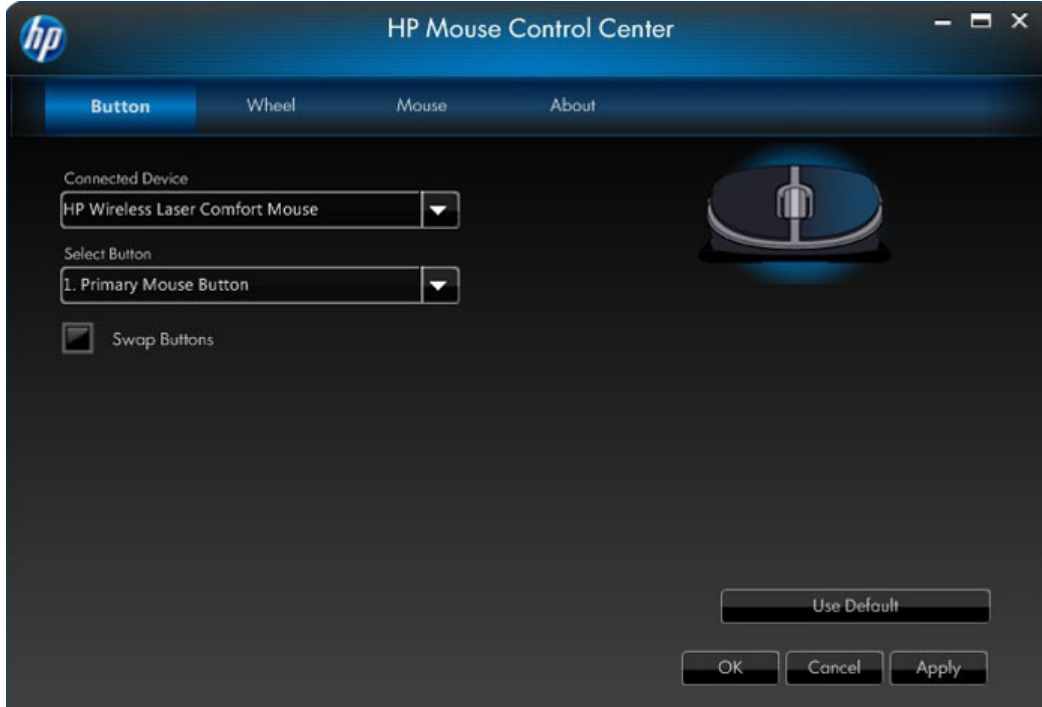 hp
HP Mouse Control Center
Button Wheel Mouse About
Connected Device
HP Wireless Laser Comfort Mouse
Select Button
1. Primary Mouse Button
Swap Buttons
Use Default
OK Cancel Apply